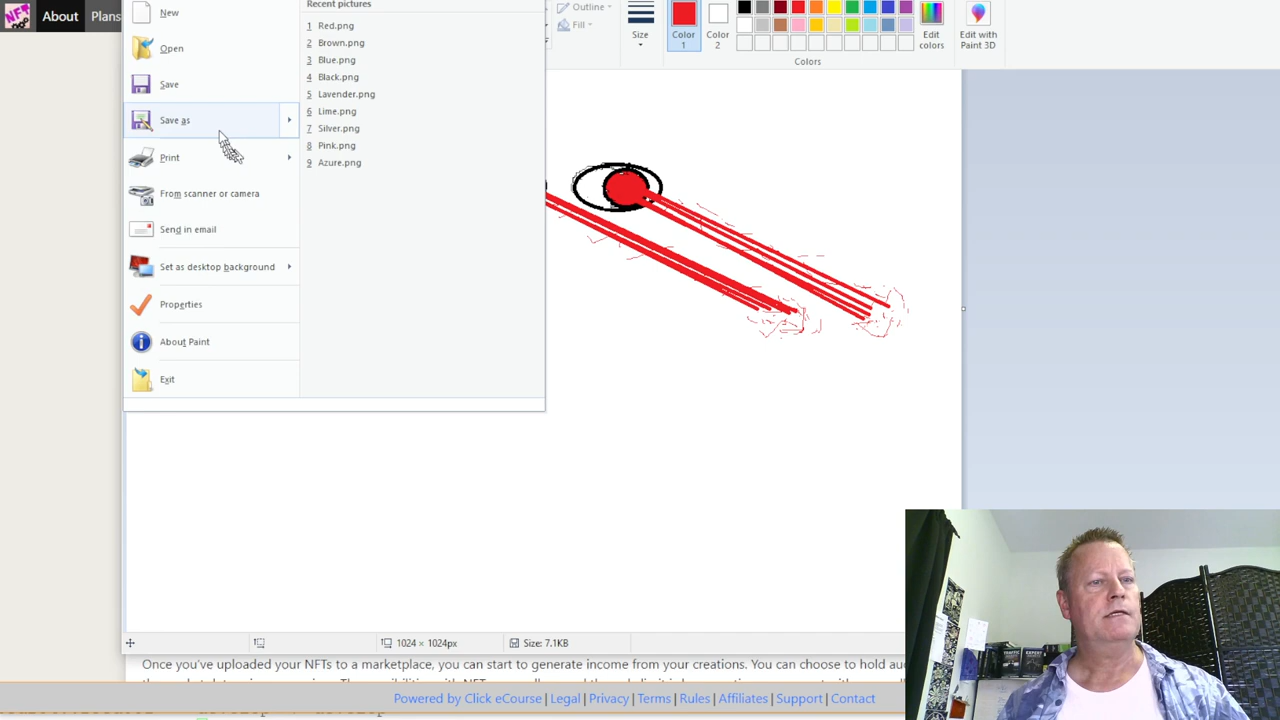 NFT
About
Plans
New
Open
Save
Save as
Print
From scanner or camera
Send in email
Set as desktop background
Properties
About Paint
Exit
Recent pictures
1 Red.png
2 Brown.png
3 Blue.png
4 Black.png
5 Lavender.png
6 Lime.png
7 Silver.png
8 Pink.png
9 Azure.png
Outline
Fill
Size
Color 1
Color 2
Edit colors
Edit with Paint 3D
Colors
1024 × 1024px
Size: 7.1KB
Once you've uploaded your NFTs to a marketplace, you can start to generate income from your creations. You can choose to hold
Powered by Click eCourse | Legal | Privacy | Terms | Rules | Affiliates | Support | Contact
TRAFFIC